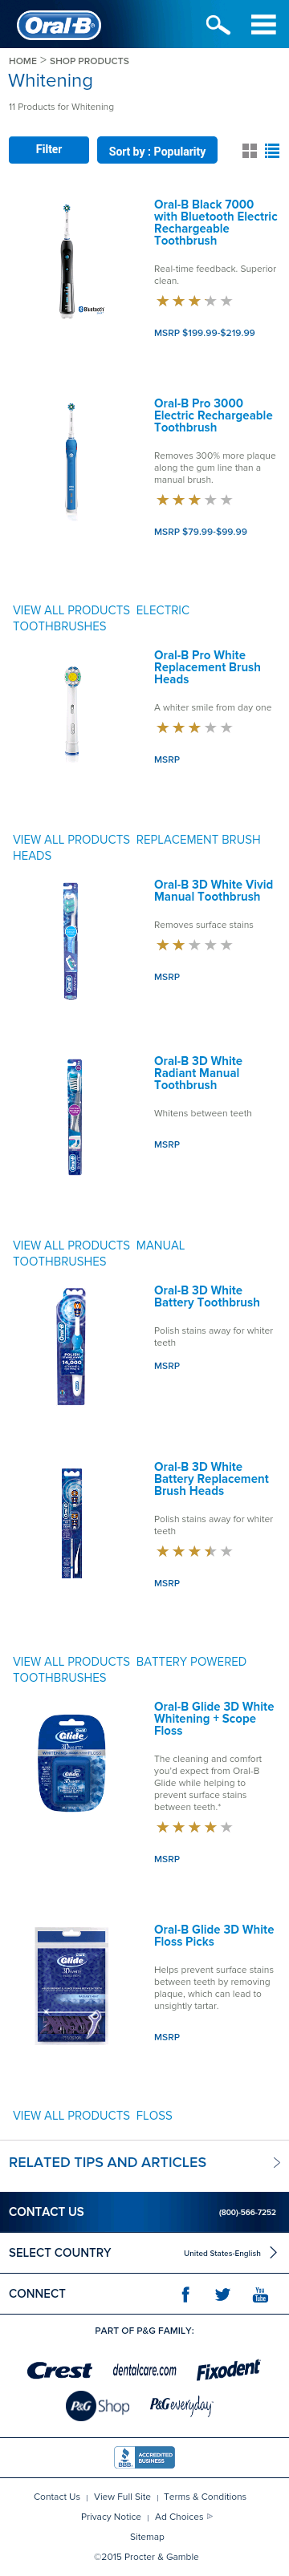 Oral-B
HOME > SHOP PRODUCTS
Whitening
11 Products for Whitening
Filter
Sort by : Popularity
Oral-B Black 7000
with Bluetooth Electric
Rechargeable
Toothbrush
Real-time feedback. Superior
clean.
Bluetooth
MSRP $199.99-$219.99
Oral-B Pro 3000
Electric Rechargeable
Toothbrush
Removes 300% more plaque
along the gum line than a
manual brush.
MSRP $79.99-$99.99
VIEW ALL PRODUCTS ELECTRIC
TOOTHBRUSHES
Oral-B Pro White
Replacement Brush
Heads
A whiter smile from day one
MSRP
VIEW ALL PRODUCTS REPLACEMENT BRUSH
HEADS
Oral-B 3D White Vivid
Manual Toothbrush
Removes surface stains
MSRP
Oral-B 3D White
Radiant Manual
Toothbrush
Whitens between teeth
MSRP
VIEW ALL PRODUCTS MANUAL
TOOTHBRUSHES
Oral-B 3D White
Battery Toothbrush
Polish stains away for whiter
teeth
MSRP
Oral-B 3D White
Battery Replacement
Brush Heads
Polish stains away for whiter
teeth
MSRP
VIEW ALL PRODUCTS BATTERY POWERED
TOOTHBRUSHES
Oral-B Glide 3D White
Whitening + Scope
Floss
The cleaning and comfort
you'd expect from Oral-B
Glide while helping to
prevent surface stains
between teeth.*
Glide
MSRP
Oral-B Glide 3D White
Floss Picks
Helps prevent surface stains
between teeth by removing
plaque, which can lead to
unsightly tartar.
Glide
MSRP
VIEW ALL PRODUCTS FLOSS
RELATED TIPS AND ARTICLES
CONTACT US (800)-566-7252
SELECT COUNTRY United States-English
CONNECT You Tube
PART OF P&G FAMILY:
Crest dentalcare.com Fixodent
P&G Shop P&G everyday
BBB ACCREDITED BUSINESS
Contact Us | View Full Site | Terms & Conditions
Privacy Notice | Ad Choices
Sitemap
©2015 Procter & Gamble